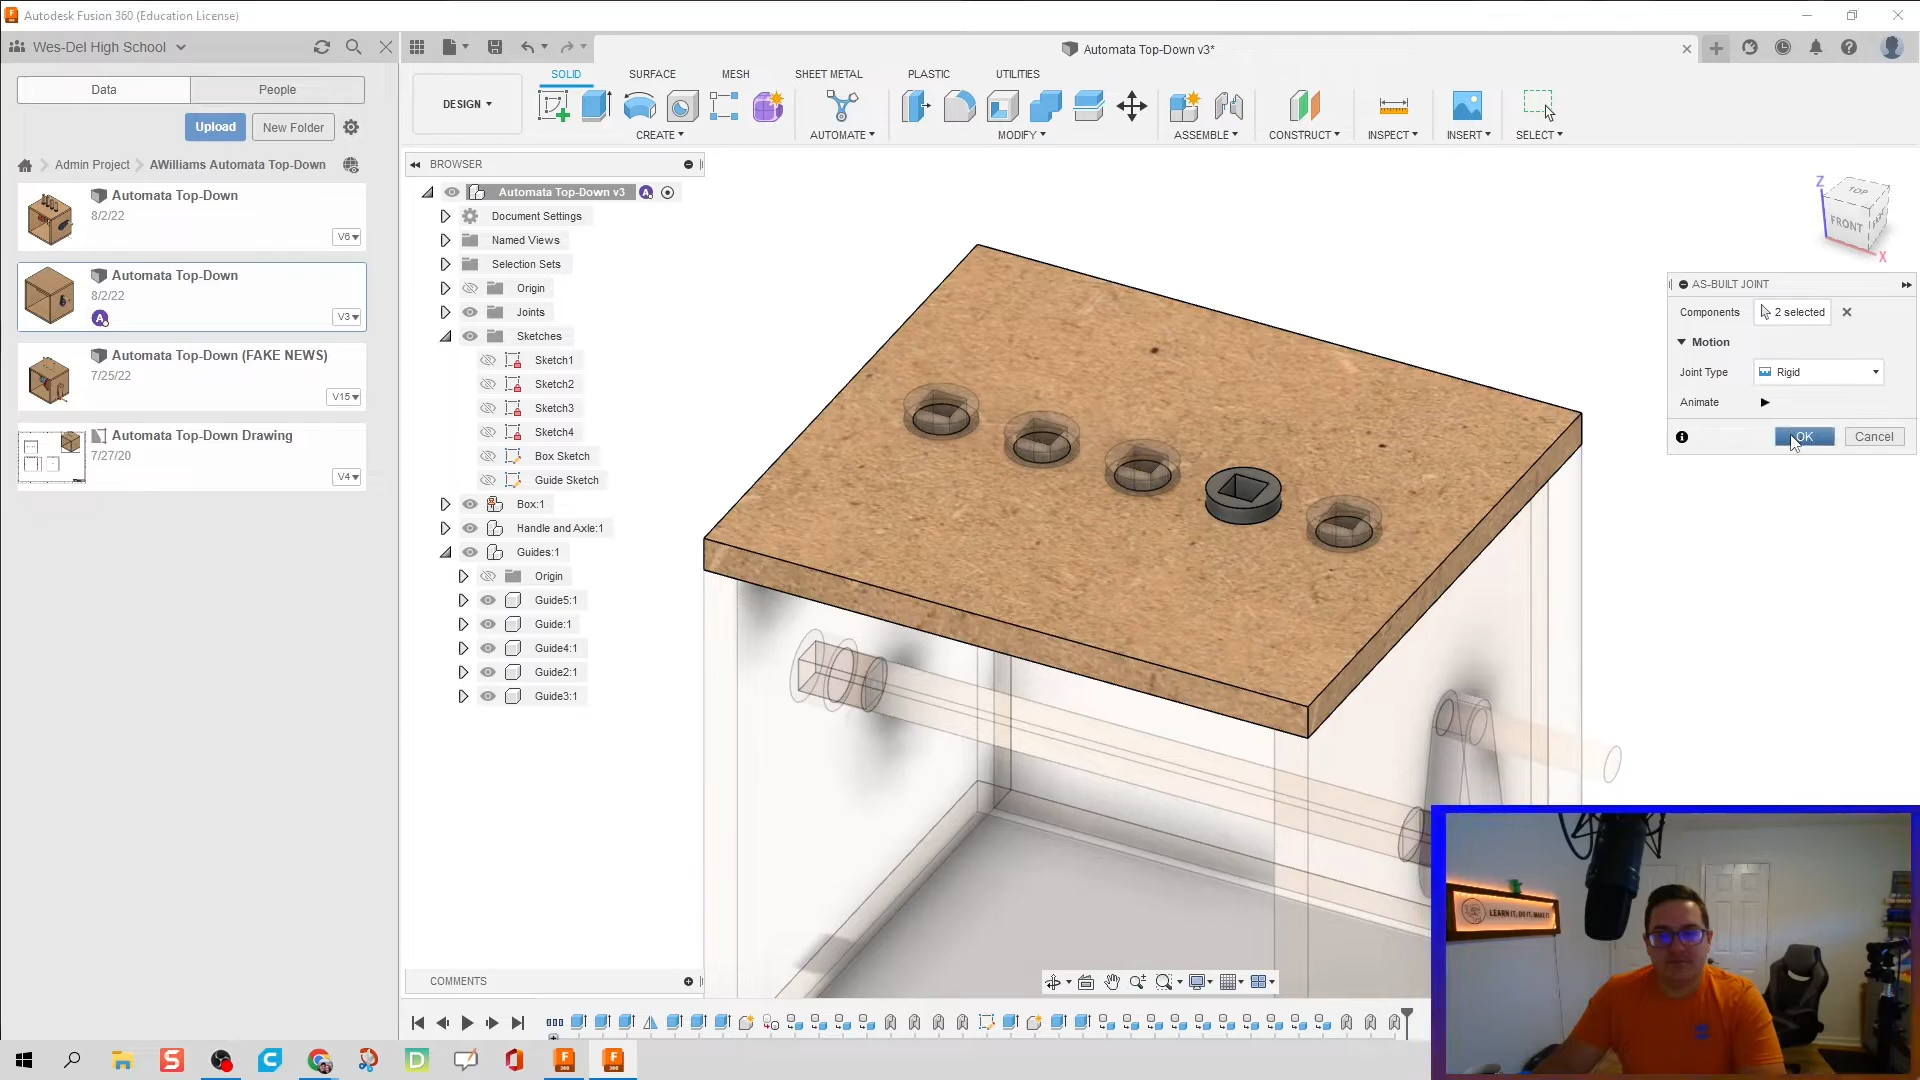 Autodesk Fusion 360 (Education License)
Wes-Del High School
Automata Top-Down v3*
Data
People
Upload
New Folder
Admin Project
AWilliams Automata Top-Down
Automata Top-Down
8/2/22
V6
Automata Top-Down
8/2/22
A
V3
Automata Top-Down (FAKE NEWS)
7/25/22
V15
Automata Top-Down Drawing
7/27/20
V4
DESIGN
SOLID
SURFACE
MESH
SHEET METAL
PLASTIC
UTILITIES
CREATE
AUTOMATE
MODIFY
ASSEMBLE
CONSTRUCT
INSPECT
INSERT
SELECT
BROWSER
Automata Top-Down v3
A
Document Settings
Named Views
Selection Sets
Origin
Joints
Sketches
Sketch1
Sketch2
Sketch3
Sketch4
Box Sketch
Guide Sketch
Box:1
Handle and Axle:1
Guides:1
Origin
Guide5:1
Guide:1
Guide4:1
Guide2:1
Guide3:1
Z
TOP
FRONT
X
AS-BUILT JOINT
Components
2 selected
Motion
Joint Type
Rigid
Animate
OK
Cancel
LEARN IT, DO IT, MAKE IT
COMMENTS